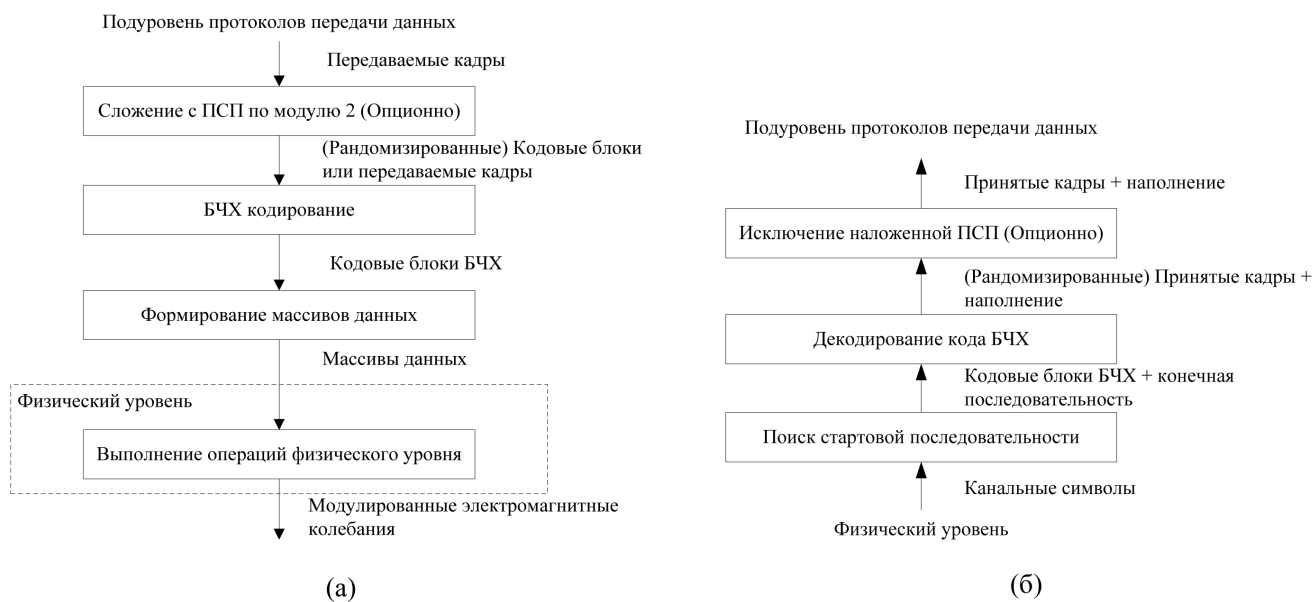 Подуровень протоколов передачи данных
Передаваемые кадры
Сложение с ПСП по модулю 2 (Опционно)
(Рандомизированные) Кодовые блоки
или передаваемые кадры
БЧХ кодирование
Кодовые блоки БЧХ
Формирование массивов данных
Массивы данных
Физический уровень
Выполнение операций физического уровня
Модулированные электромагнитные
колебания
(а)
Подуровень протоколов передачи данных
Принятые кадры + наполнение
Исключение наложенной ПСП (Опционно)
(Рандомизированные) Принятые кадры +
наполнение
Декодирование кода БЧХ
Кодовые блоки БЧХ + конечная
последовательность
Поиск стартовой последовательности
Канальные символы
Физический уровень
(б)